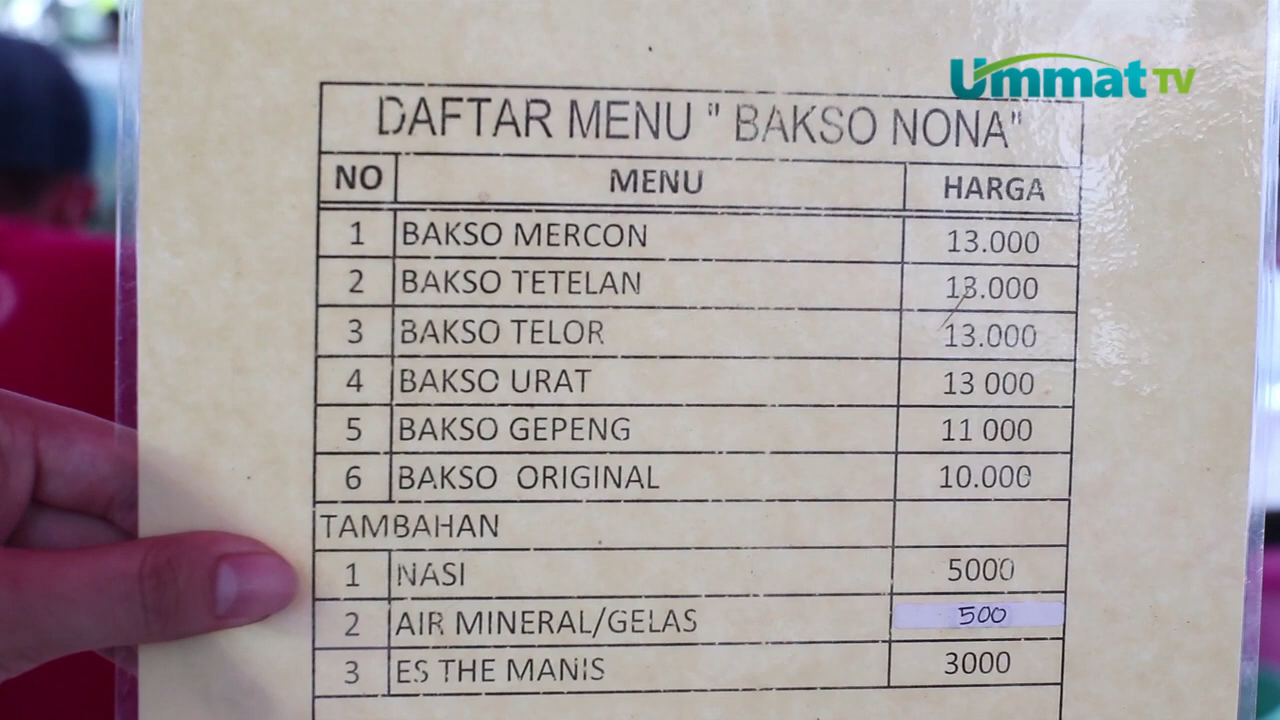 Ummat TV
DAFTAR MENU " BAKSO NONA"
NO MENU HARGA
1 BAKSO MERCON 13.000
2 BAKSO TETELAN 13.000
3 BAKSO TELOR 13.000
4 BAKSO URAT 13 000
5 BAKSO GEPENG 11 000
6 BAKSO ORIGINAL 10.000
TAMBAHAN
1 NASI 5000
2 AIR MINERAL/GELAS 500
3 ES THE MANIS 3000